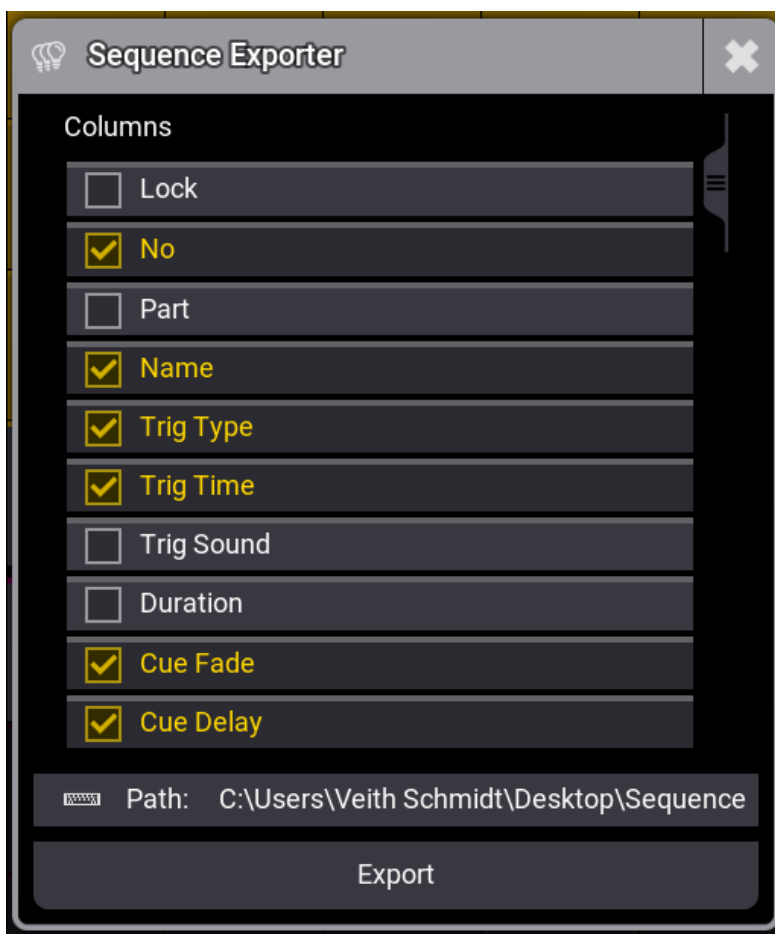 Sequence Exporter
Columns
Lock
No
Part
Name
Trig Type
Trig Time
Trig Sound
Duration
Cue Fade
Cue Delay
Path: C:\Users\Veith Schmidt\Desktop\Sequence
Export